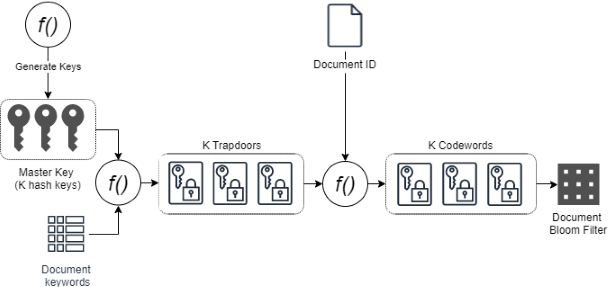 f()
Generate Keys
Document ID
K Trapdoors
K Codewords
Master Key
(K hash keys)
f()
f()
Document
Bloom Filter
Document
keywords